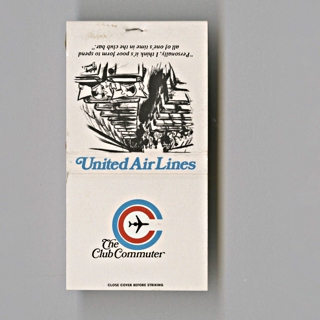 "Personally, I think it's poor form to spend
all of one's time in the club bar."
United Air Lines
The
Club Commuter
CLOSE COVER BEFORE STRIKING